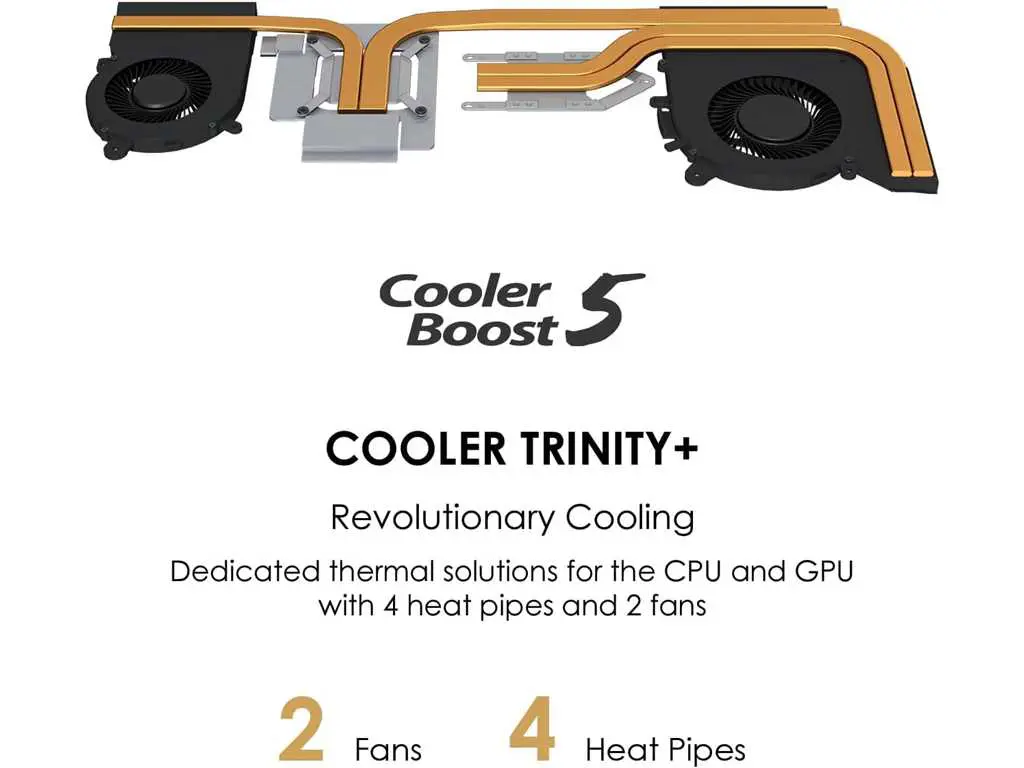 Cooler
Boost 5
COOLER TRINITY+
Revolutionary Cooling
Dedicated thermal solutions for the CPU and GPU
with 4 heat pipes and 2 fans
2 Fans 4 Heat Pipes